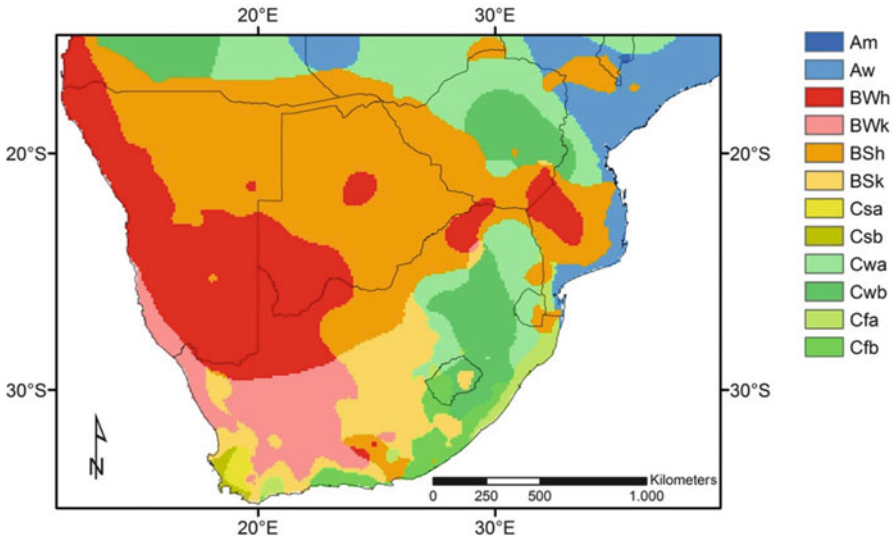 20°E 30°E
Am
Aw
BWh
BWk
20°S 20°S
BSh
BSk
Csa
Csb
Cwa
Cwb
Cfa
Cfb
30°S 30°S
N
Kilometers
0 250 500 1.000
20°E 30°E